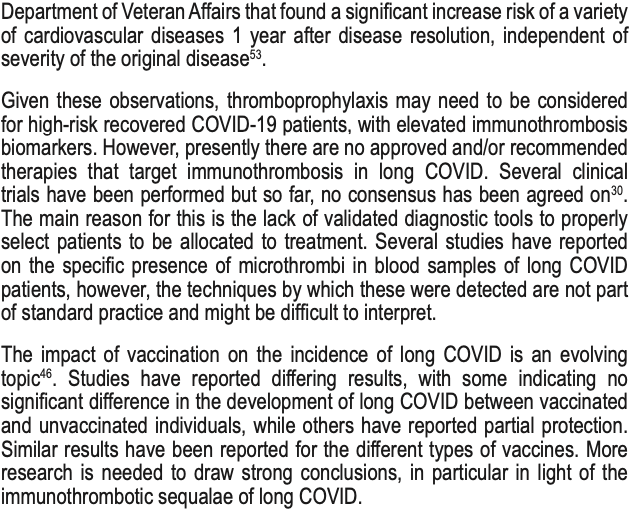 Department of Veteran Affairs that found a significant increase risk of a variety
of cardiovascular diseases 1 year after disease resolution, independent of
severity of the original disease⁵³.
Given these observations, thromboprophylaxis may need to be considered
for high-risk recovered COVID-19 patients, with elevated immunothrombosis
biomarkers. However, presently there are no approved and/or recommended
therapies that target immunothrombosis in long COVID. Several clinical
trials have been performed but so far, no consensus has been agreed on³⁰.
The main reason for this is the lack of validated diagnostic tools to properly
select patients to be allocated to treatment. Several studies have reported
on the specific presence of microthrombi in blood samples of long COVID
patients, however, the techniques by which these were detected are not part
of standard practice and might be difficult to interpret.
The impact of vaccination on the incidence of long COVID is an evolving
topic⁴⁶. Studies have reported differing results, with some indicating no
significant difference in the development of long COVID between vaccinated
and unvaccinated individuals, while others have reported partial protection.
Similar results have been reported for the different types of vaccines. More
research is needed to draw strong conclusions, in particular in light of the
immunothrombotic sequalae of long COVID.